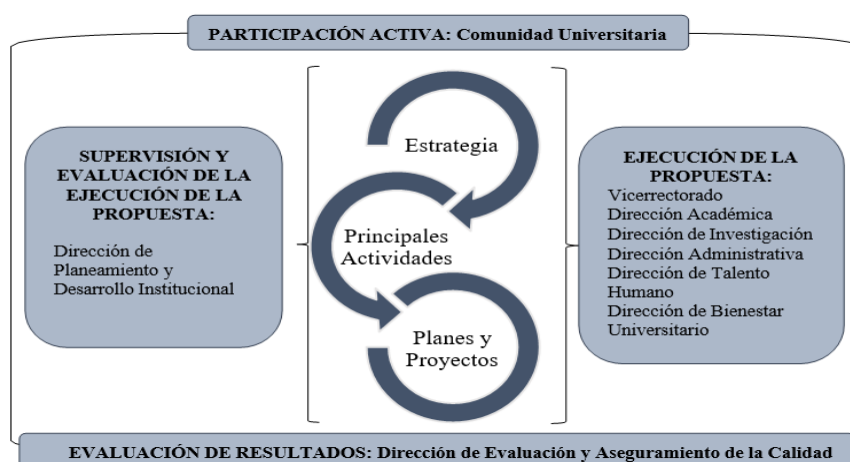 PARTICIPACIÓN ACTIVA: Comunidad Universitaria
SUPERVISIÓN Y
EVALUACIÓN DE LA
EJECUCIÓN DE LA
PROPUESTA:
Dirección de
Planeamiento y
Desarrollo Institucional
Estrategia
Principales
Actividades
Planes y
Proyectos
EJECUCIÓN DE LA
PROPUESTA:
Vicerrectorado
Dirección Académica
Dirección de Investigación
Dirección Administrativa
Dirección de Talento
Humano
Dirección de Bienestar
Universitario
EVALUACIÓN DE RESULTADOS: Dirección de Evaluación y Aseguramiento de la Calidad